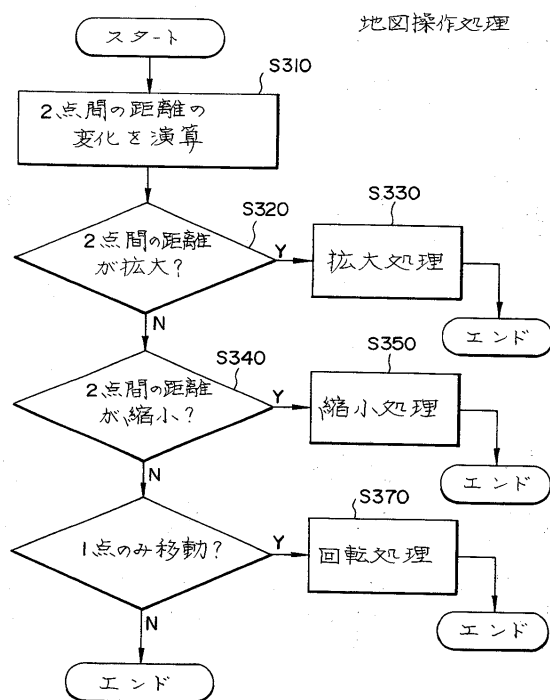 地図操作処理
スタート
S310
2点間の距離の
変化を演算
S320
2点間の距離
が拡大?
Y
S330
拡大処理
エンド
N
S340
2点間の距離
が縮小?
Y
S350
縮小処理
エンド
N
1点のみ移動?
Y
S370
回転処理
エンド
N
エンド